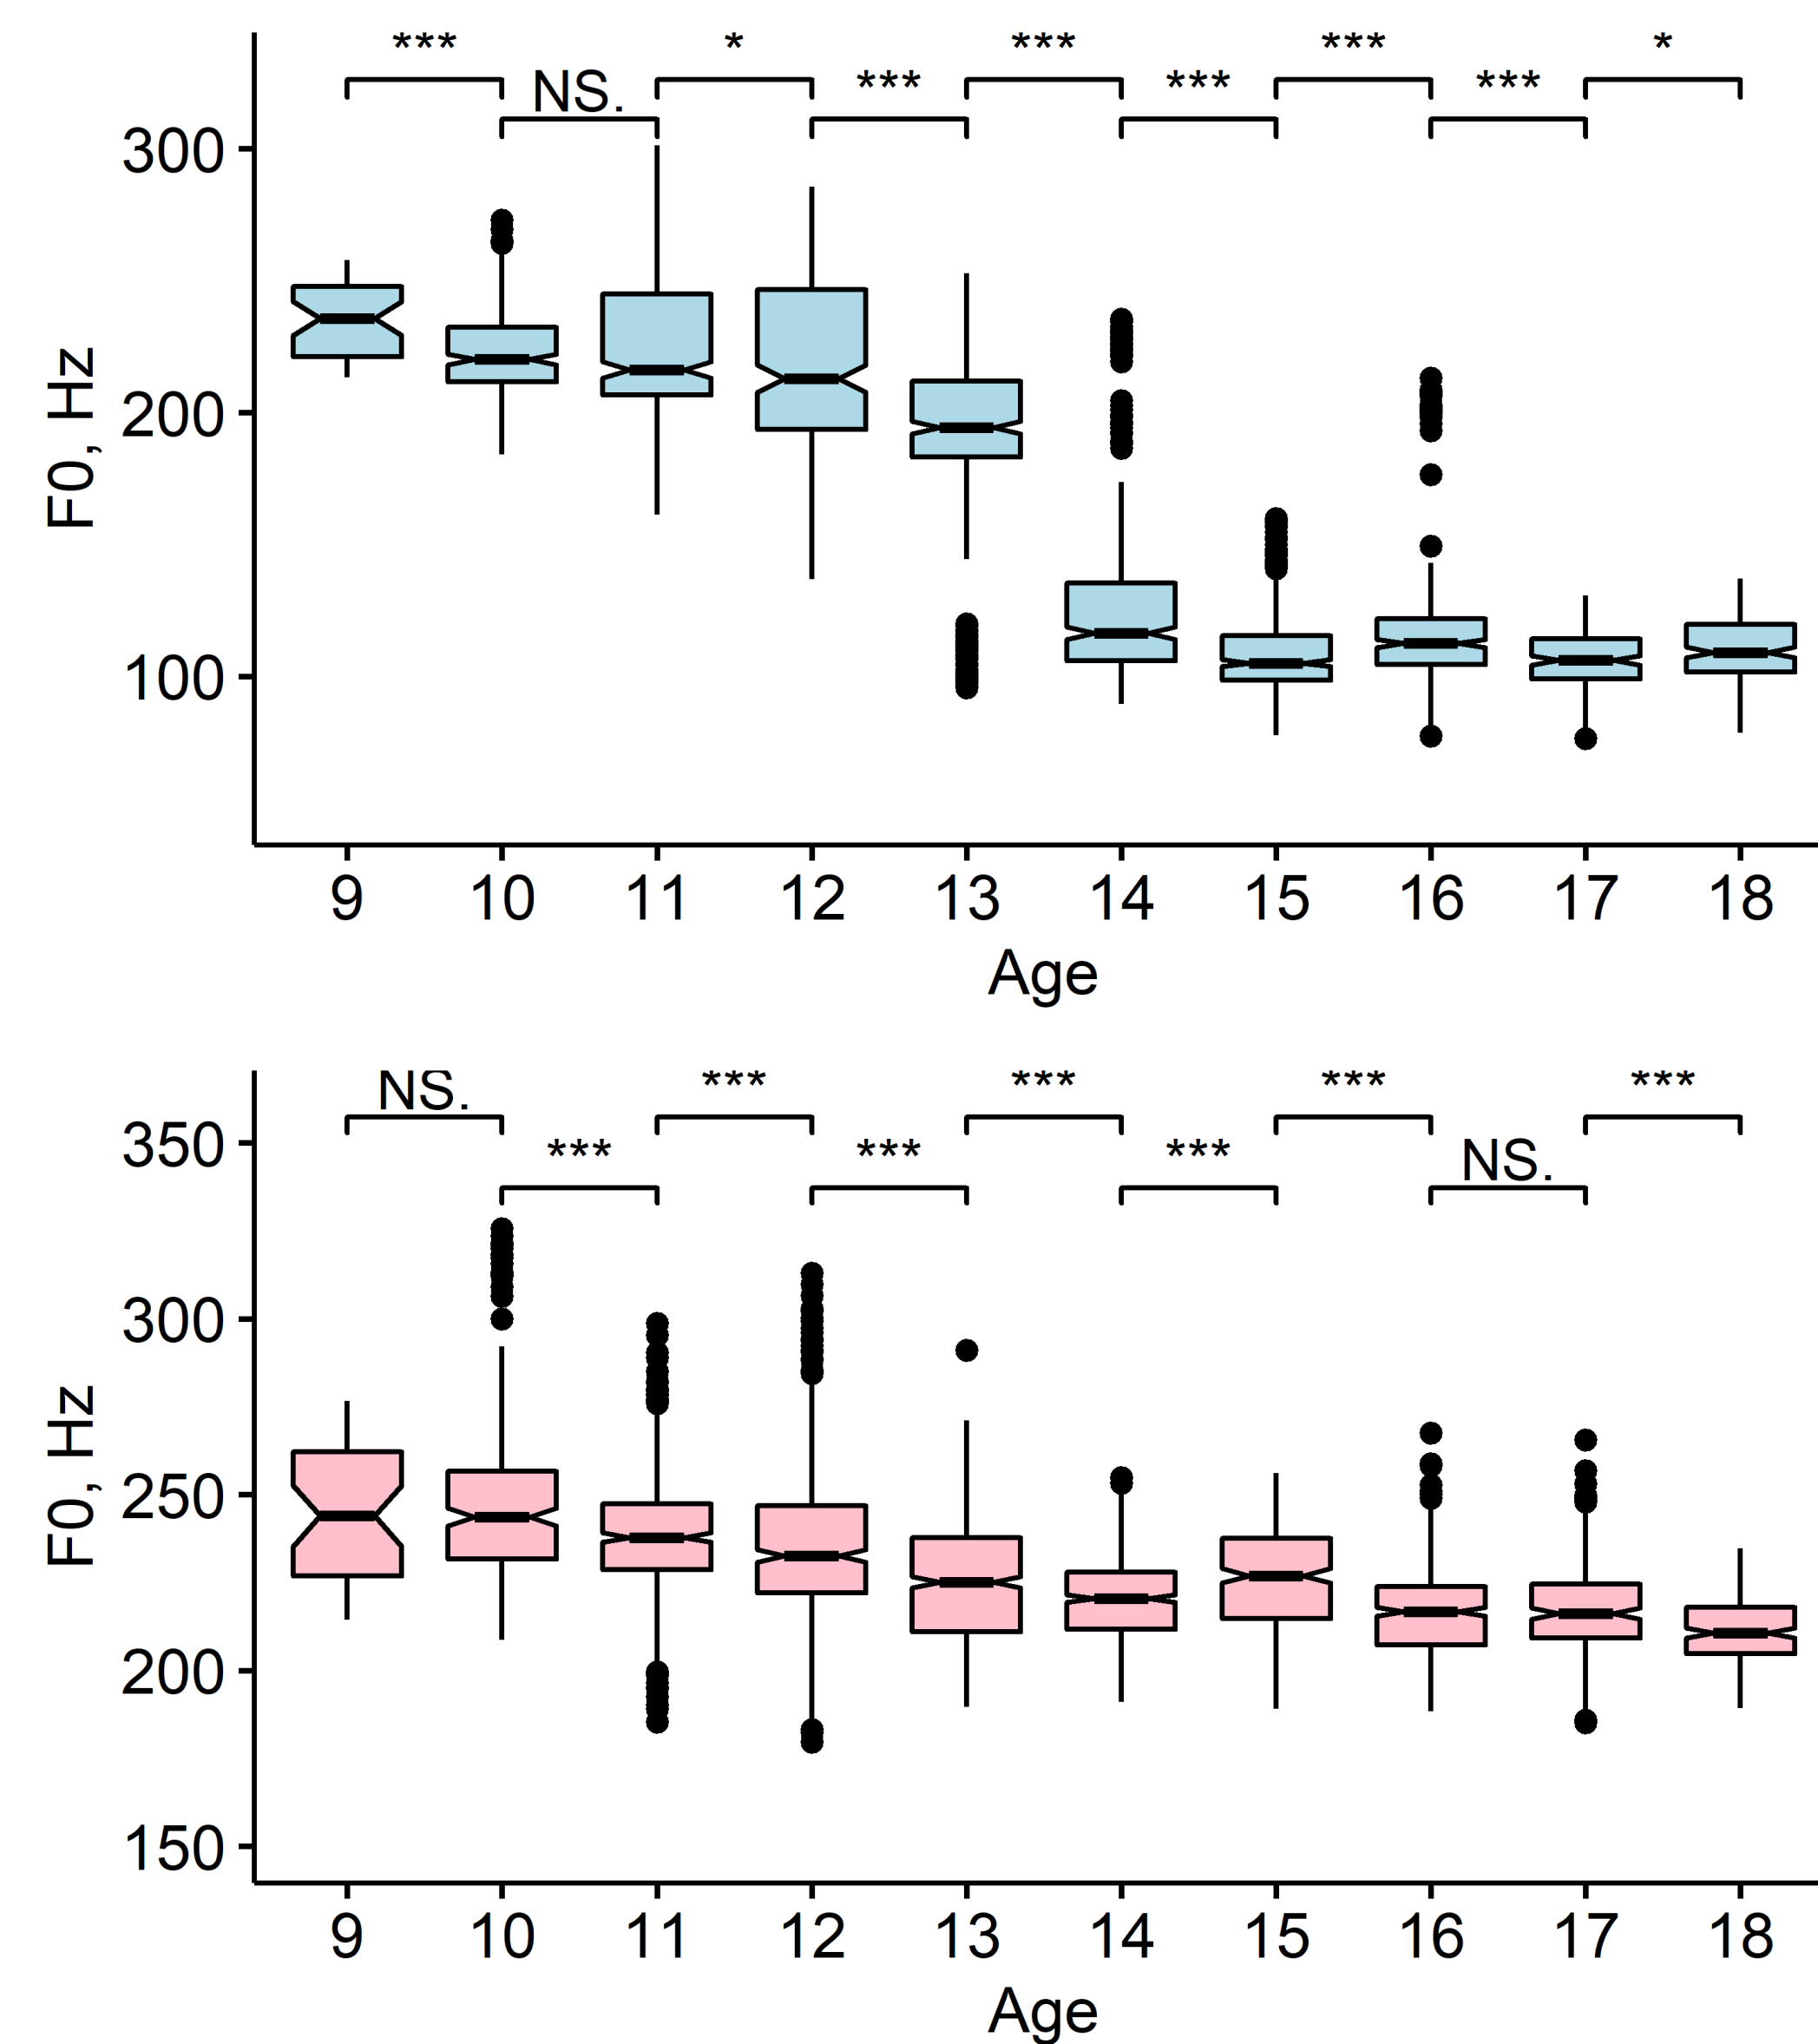 *** * *** *** *
NS. *** *** ***
300
200
100
F0, Hz
9 10 11 12 13 14 15 16 17 18
Age
NS. *** *** *** ***
*** *** *** NS.
350
300
250
200
150
F0, Hz
9 10 11 12 13 14 15 16 17 18
Age